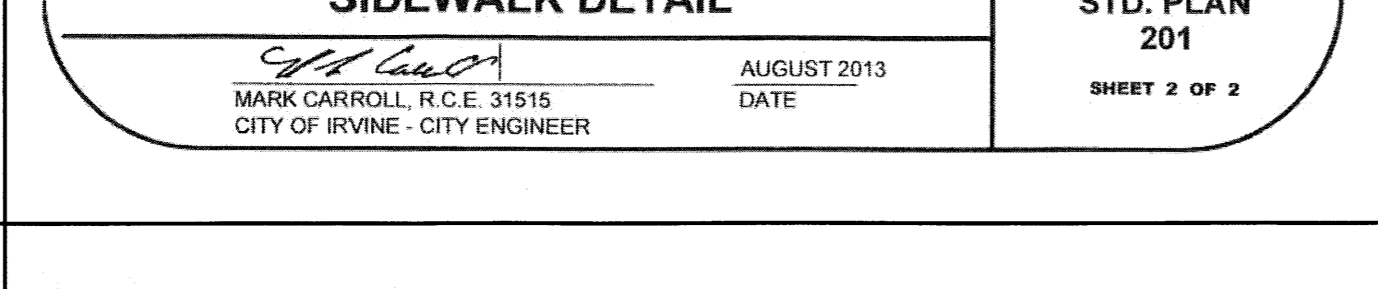 SIDEWALK DETAIL
STD. PLAN
201
SHEET 2 OF 2
AUGUST 2013
MARK CARROLL, R.C.E. 31515
DATE
CITY OF IRVINE - CITY ENGINEER